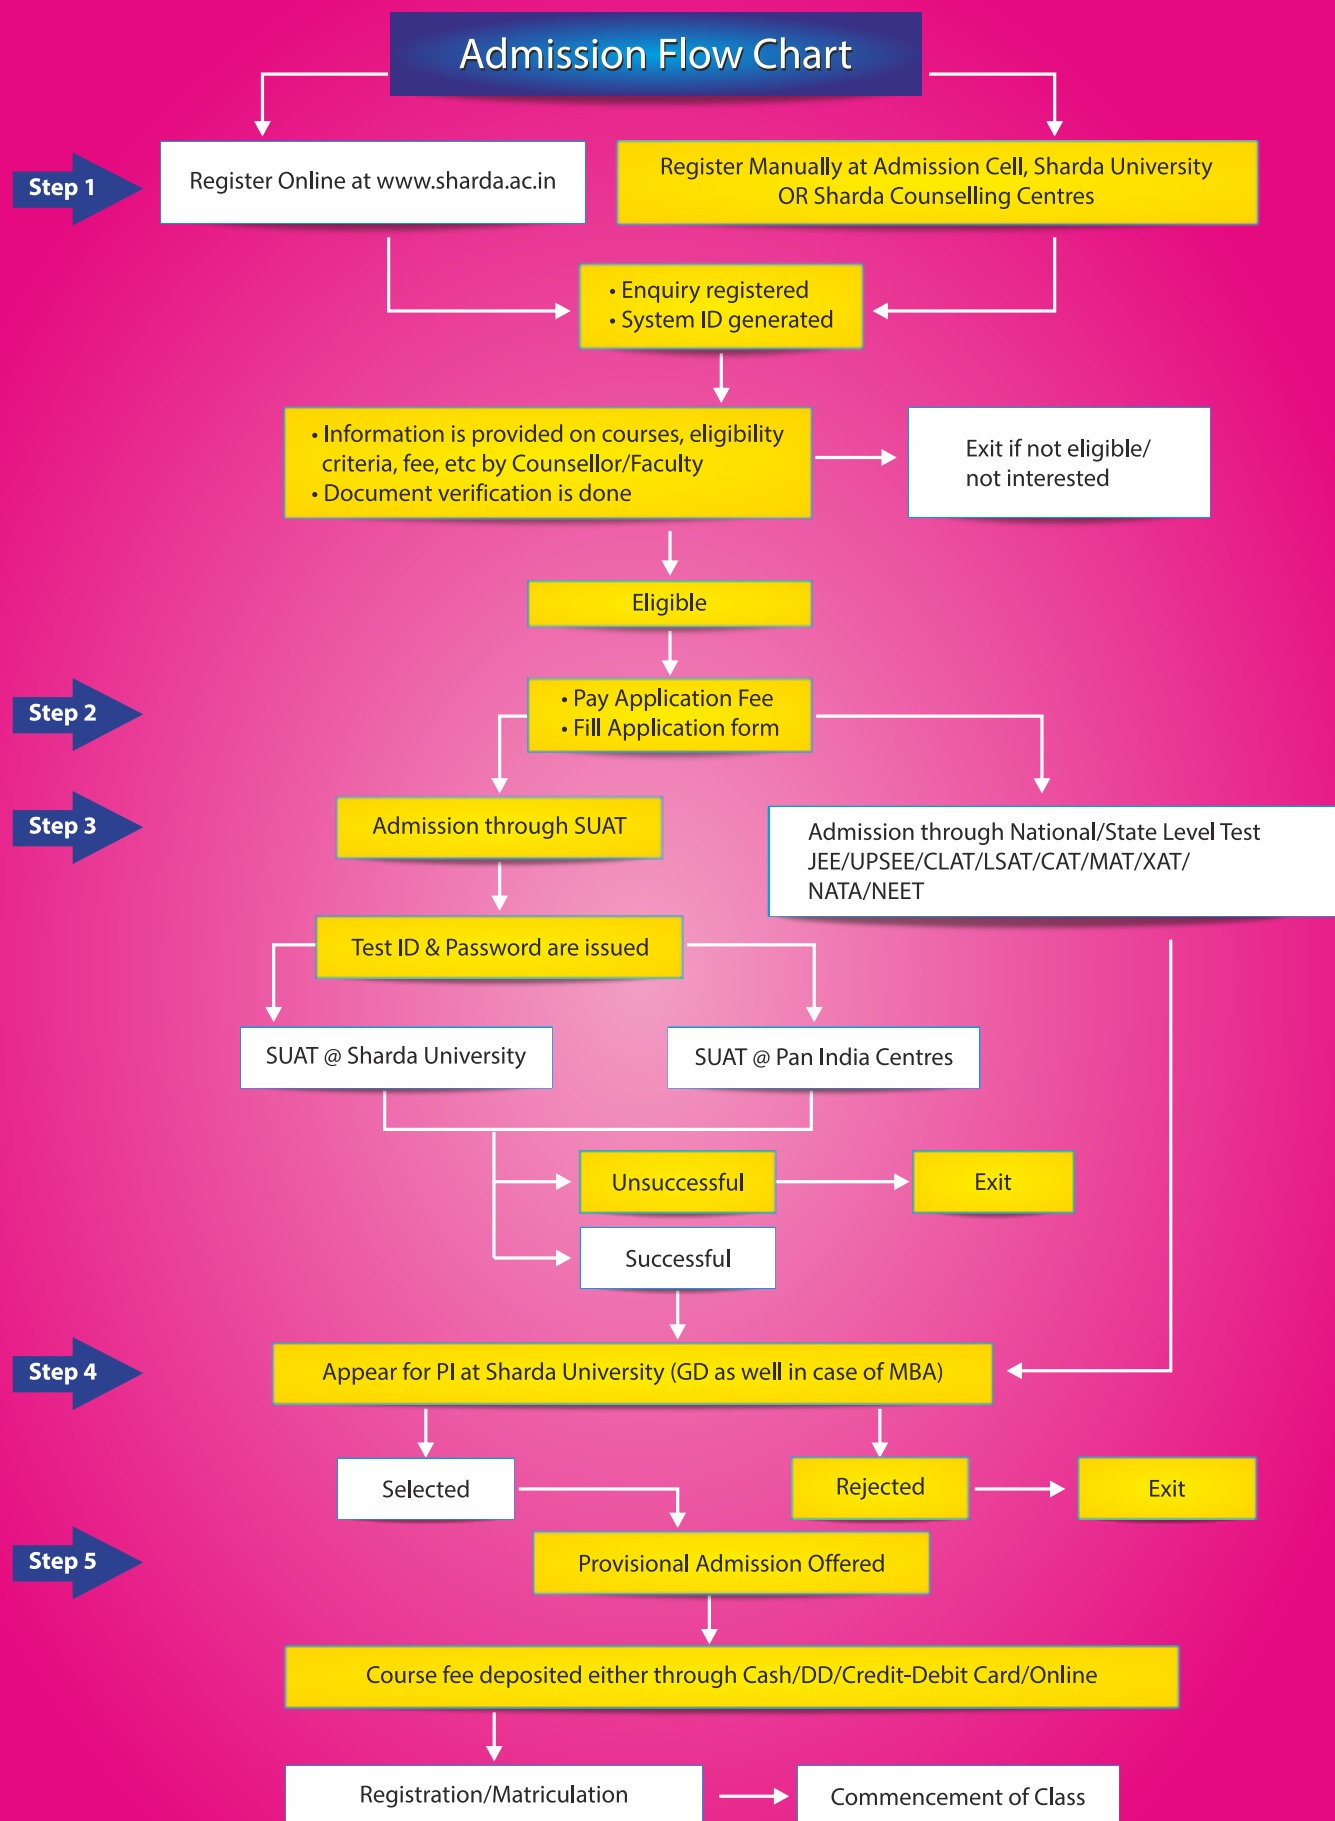 Admission Flow Chart
Step 1
Register Online at www.sharda.ac.in
Register Manually at Admission Cell, Sharda University
OR Sharda Counselling Centres
• Enquiry registered
• System ID generated
• Information is provided on courses, eligibility
criteria, fee, etc by Counsellor/Faculty
• Document verification is done
Exit if not eligible/
not interested
Eligible
Step 2
• Pay Application Fee
• Fill Application form
Step 3
Admission through SUAT
Admission through National/State Level Test
JEE/UPSEE/CLAT/LSAT/CAT/MAT/XAT/
NATA/NEET
Test ID & Password are issued
SUAT @ Sharda University
SUAT @ Pan India Centres
Unsuccessful
Exit
Successful
Step 4
Appear for PI at Sharda University (GD as well in case of MBA)
Selected
Rejected
Exit
Step 5
Provisional Admission Offered
Course fee deposited either through Cash/DD/Credit-Debit Card/Online
Registration/Matriculation
Commencement of Class